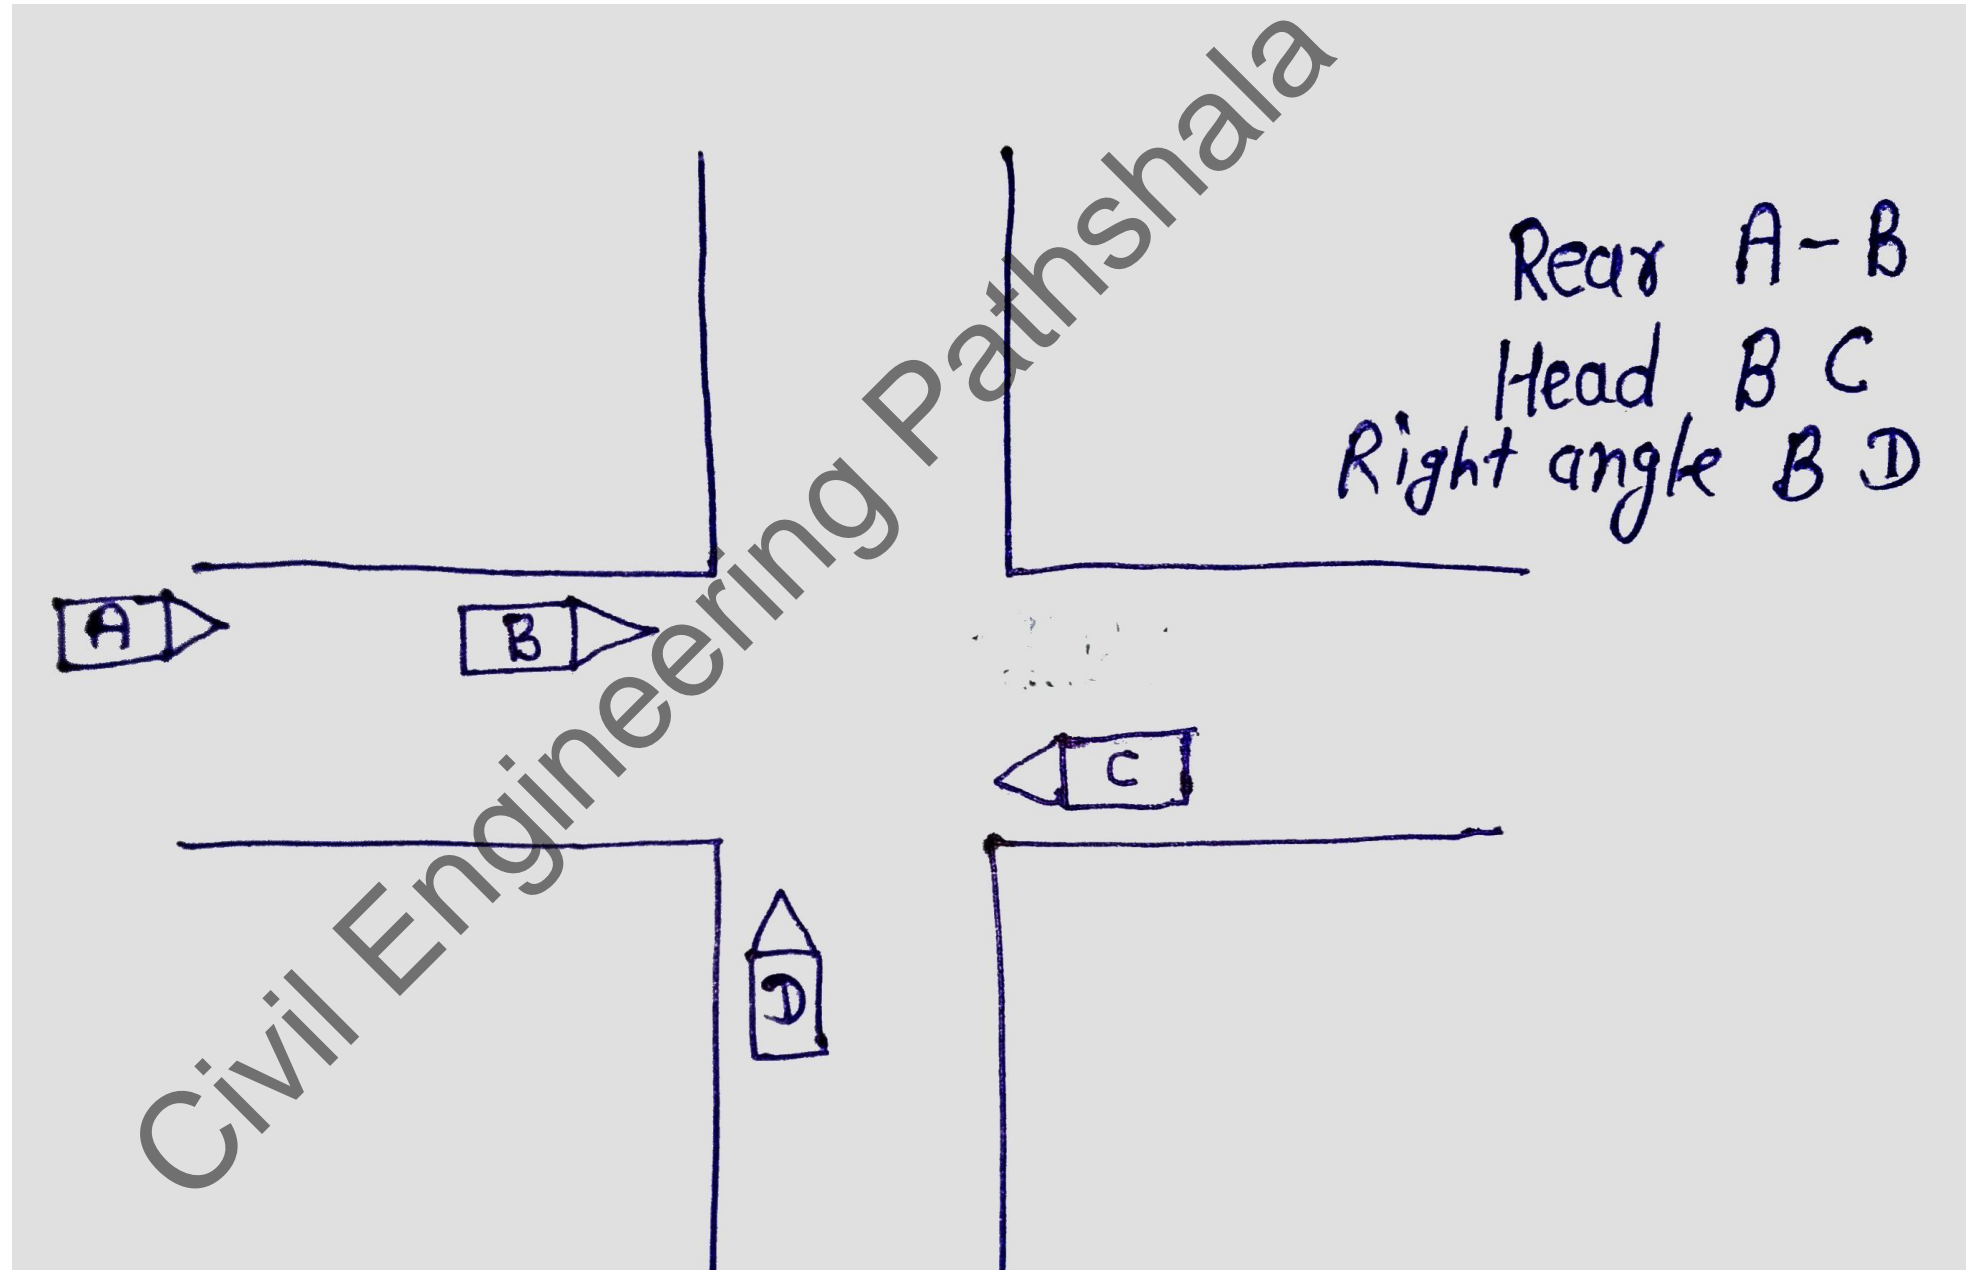 Rear A-B
Head B C
Right angle B D
A
B
C
D
Civil Engineering Pathshala